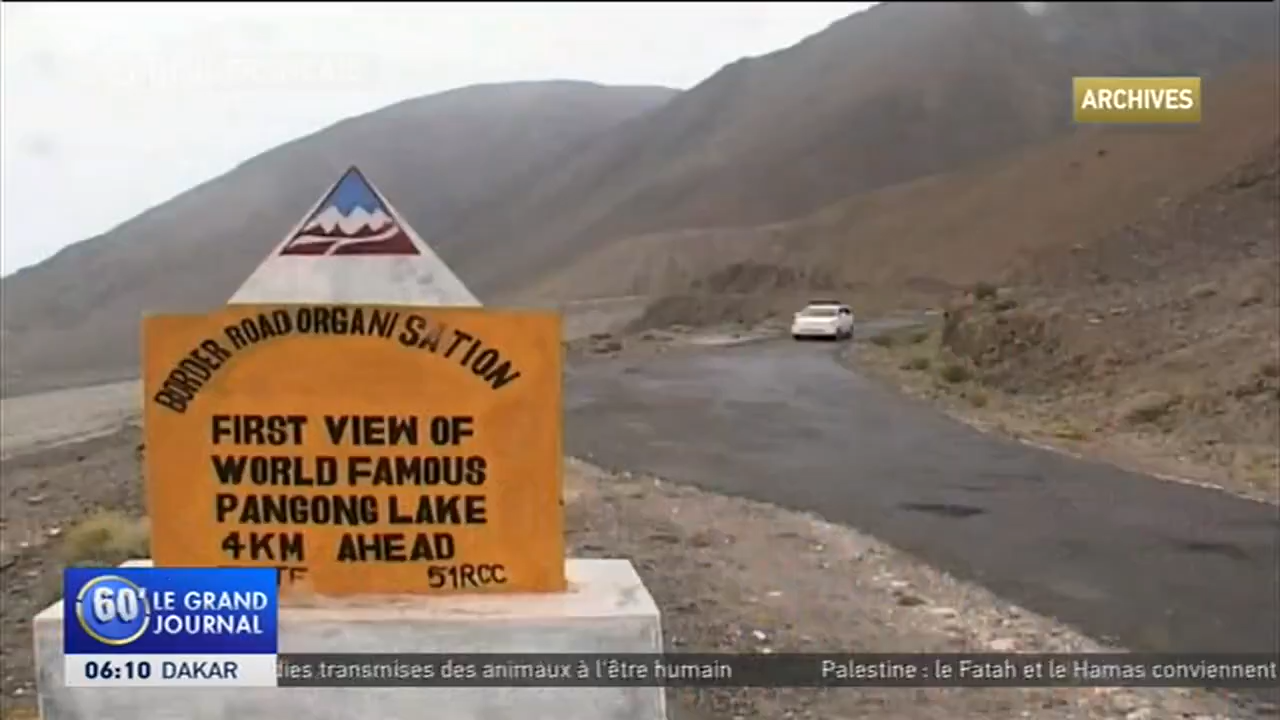 ARCHIVES
BORDER ROAD ORGANISATION
FIRST VIEW OF
WORLD FAMOUS
PANGONG LAKE
4KM AHEAD
51RCC
60' LE GRAND
JOURNAL
06:10 DAKAR
dies transmises des animaux à l'être humain Palestine : le Fatah et le Hamas conviennent